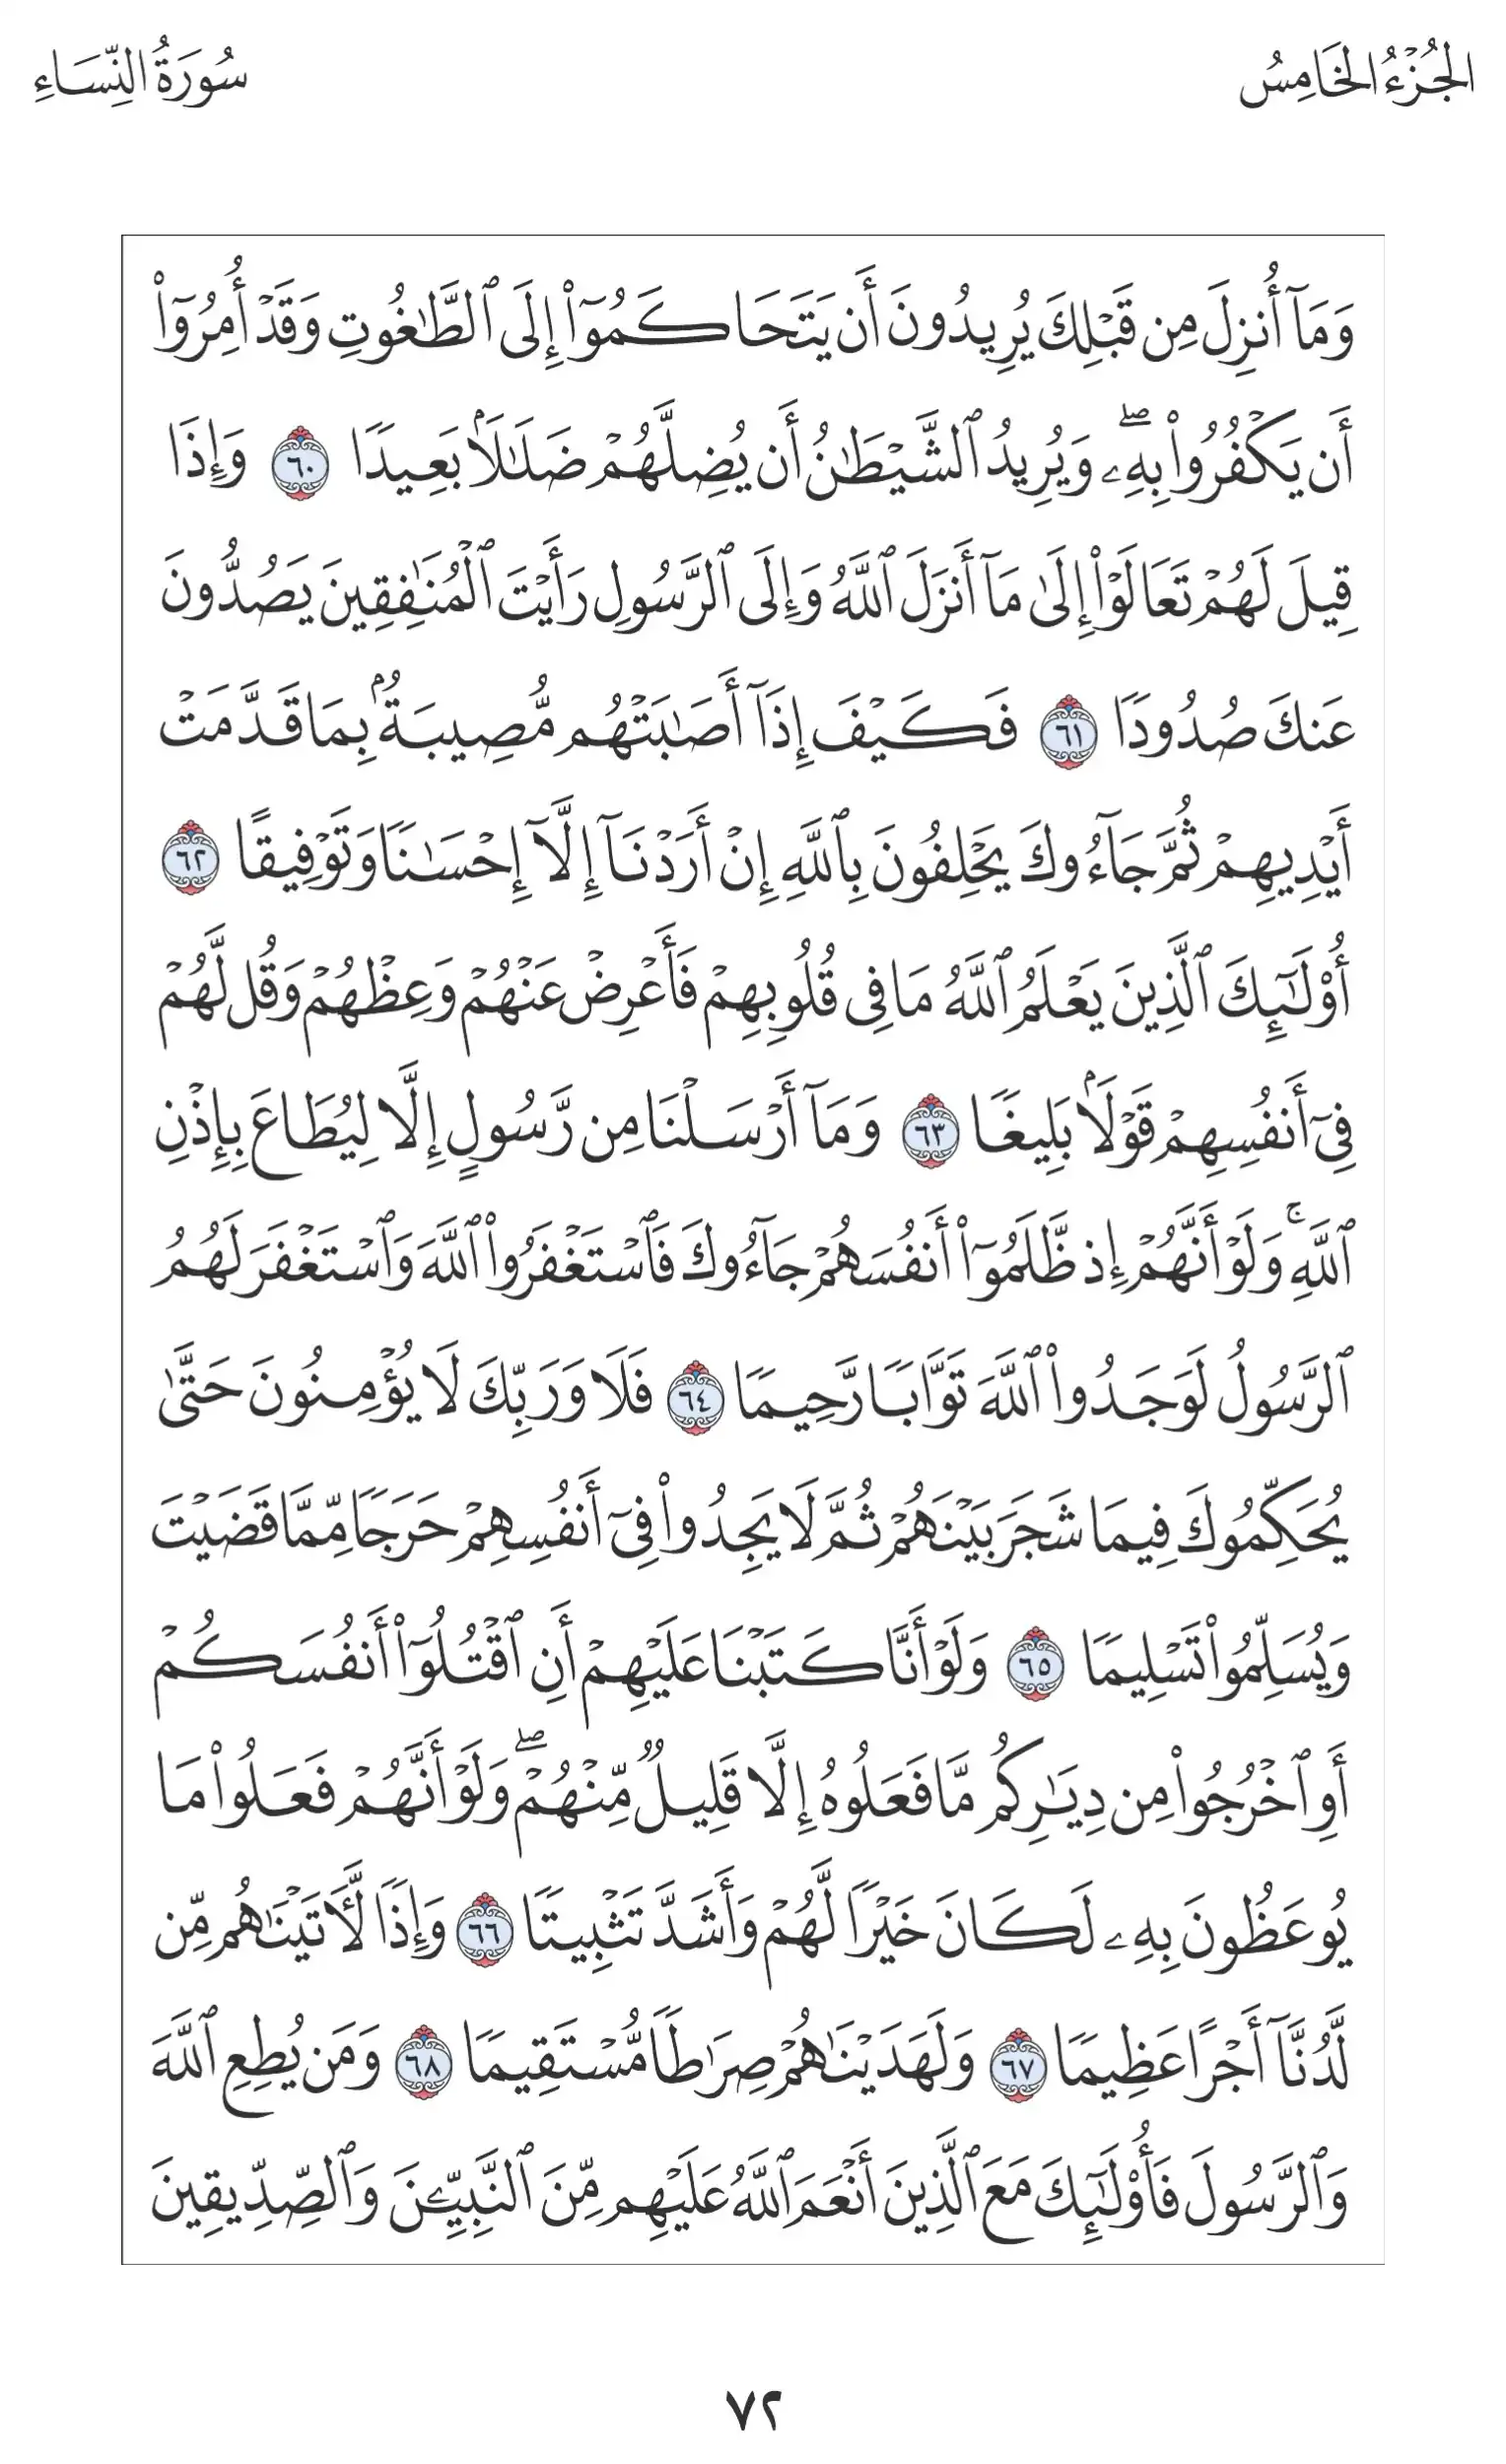 الجُزْءُ الخَامِسُ
سُورَةُ النِّسَاءِ
وَمَآ أُنزِلَ مِن قَبْلِكَ يُرِيدُونَ أَن يَتَحَاكَمُوٓاْ إِلَى ٱلطَّٰغُوتِ وَقَدْ أُمِرُوٓاْ
أَن يَكْفُرُواْ بِهِۦۖ وَيُرِيدُ ٱلشَّيْطَٰنُ أَن يُضِلَّهُمْ ضَلَٰلَۢا بَعِيدًا ٦٠ وَإِذَا
قِيلَ لَهُمْ تَعَالَوْاْ إِلَىٰ مَآ أَنزَلَ ٱللَّهُ وَإِلَى ٱلرَّسُولِ رَأَيْتَ ٱلْمُنَٰفِقِينَ يَصُدُّونَ
عَنكَ صُدُودًا ٦١ فَكَيْفَ إِذَآ أَصَٰبَتْهُم مُّصِيبَةُۢ بِمَا قَدَّمَتْ
أَيْدِيهِمْ ثُمَّ جَآءُوكَ يَحْلِفُونَ بِٱللَّهِ إِنْ أَرَدْنَآ إِلَّآ إِحْسَٰنًا وَتَوْفِيقًا ٦٢
أُوْلَٰٓئِكَ ٱلَّذِينَ يَعْلَمُ ٱللَّهُ مَا فِى قُلُوبِهِمْ فَأَعْرِضْ عَنْهُمْ وَعِظْهُمْ وَقُل لَّهُمْ
فِىٓ أَنفُسِهِمْ قَوْلَۢا بَلِيغًا ٦٣ وَمَآ أَرْسَلْنَا مِن رَّسُولٍ إِلَّا لِيُطَاعَ بِإِذْنِ
ٱللَّهِۚ وَلَوْ أَنَّهُمْ إِذ ظَّلَمُوٓاْ أَنفُسَهُمْ جَآءُوكَ فَٱسْتَغْفَرُواْ ٱللَّهَ وَٱسْتَغْفَرَ لَهُمُ
ٱلرَّسُولُ لَوَجَدُواْ ٱللَّهَ تَوَّابًا رَّحِيمًا ٦٤ فَلَا وَرَبِّكَ لَا يُؤْمِنُونَ حَتَّىٰ
يُحَكِّمُوكَ فِيمَا شَجَرَ بَيْنَهُمْ ثُمَّ لَا يَجِدُواْ فِىٓ أَنفُسِهِمْ حَرَجًا مِّمَّا قَضَيْتَ
وَيُسَلِّمُواْ تَسْلِيمًا ٦٥ وَلَوْ أَنَّا كَتَبْنَا عَلَيْهِمْ أَنِ ٱقْتُلُوٓاْ أَنفُسَكُمْ
أَوِ ٱخْرُجُواْ مِن دِيَٰرِكُم مَّا فَعَلُوهُ إِلَّا قَلِيلٌ مِّنْهُمْۖ وَلَوْ أَنَّهُمْ فَعَلُواْ مَا
يُوعَظُونَ بِهِۦ لَكَانَ خَيْرًا لَّهُمْ وَأَشَدَّ تَثْبِيتًا ٦٦ وَإِذًا لَّأٓتَيْنَٰهُم مِّن
لَّدُنَّآ أَجْرًا عَظِيمًا ٦٧ وَلَهَدَيْنَٰهُمْ صِرَٰطًا مُّسْتَقِيمًا ٦٨ وَمَن يُطِعِ ٱللَّهَ
وَٱلرَّسُولَ فَأُوْلَٰٓئِكَ مَعَ ٱلَّذِينَ أَنْعَمَ ٱللَّهُ عَلَيْهِم مِّنَ ٱلنَّبِيِّـۧنَ وَٱلصِّدِّيقِينَ
٧٢